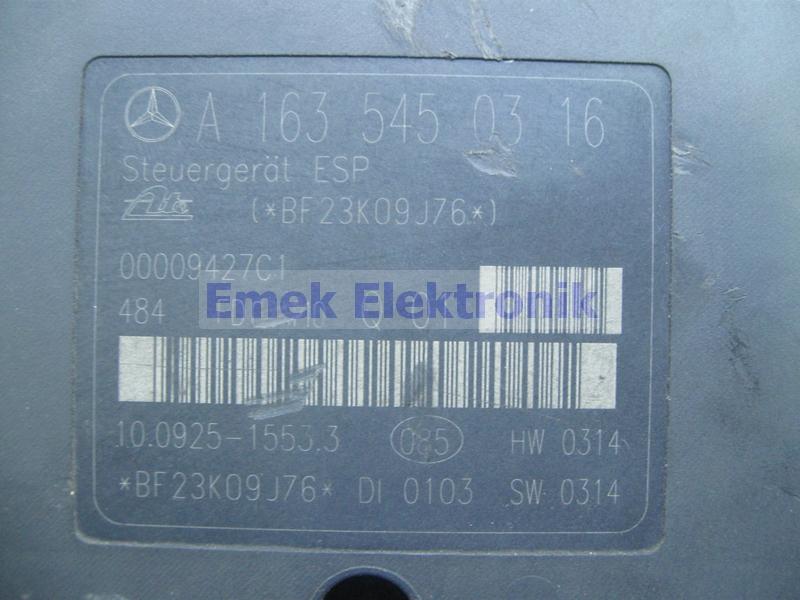 A 163 545 03 16
Steuergerät ESP
Ate (*BF23K09J76*)
00009427C1
Emek Elektronik
484 Q
10.0925-1553.3 085 HW 0314
*BF23K09J76* DI 0103 SW 0314